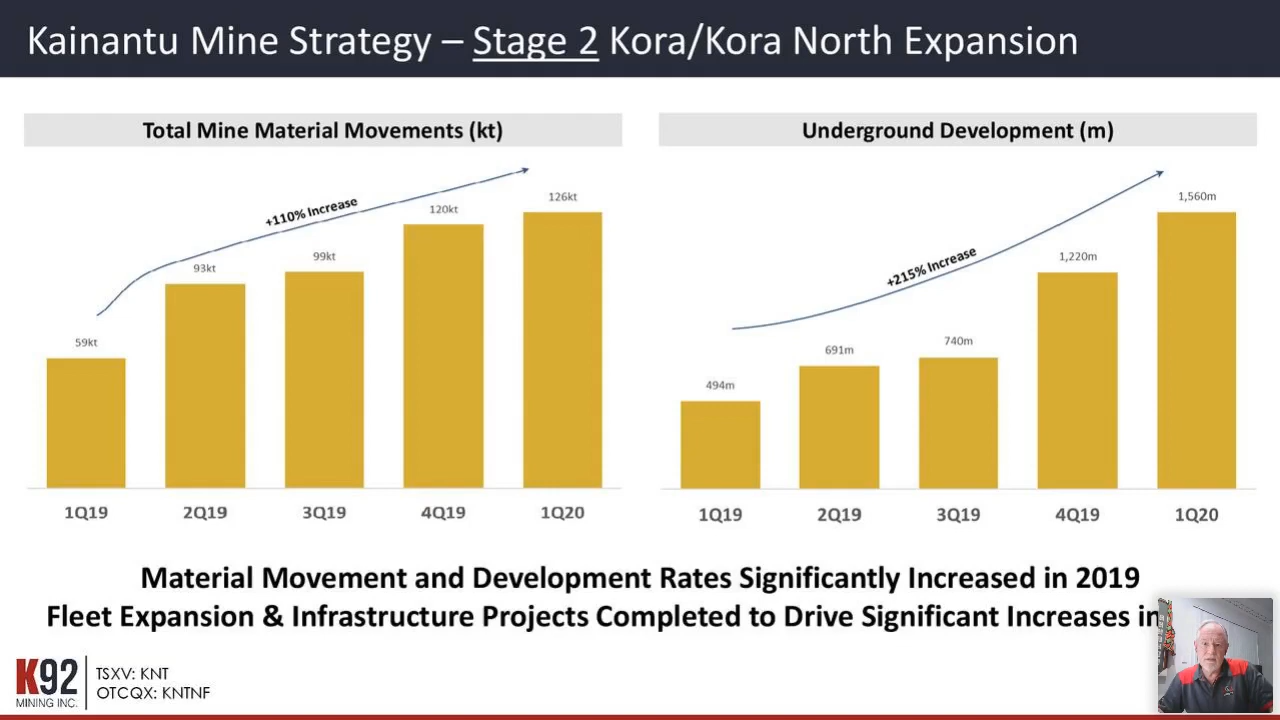 Kainantu Mine Strategy – Stage 2 Kora/Kora North Expansion
Total Mine Material Movements (kt)
+110% Increase
59kt
93kt
99kt
120kt
126kt
1Q19
2Q19
3Q19
4Q19
1Q20
Underground Development (m)
+215% Increase
494m
691m
740m
1,220m
1,560m
1Q19
2Q19
3Q19
4Q19
1Q20
Material Movement and Development Rates Significantly Increased in 2019
Fleet Expansion & Infrastructure Projects Completed to Drive Significant Increases in
K92
MINING INC.
TSXV: KNT
OTCQX: KNTNF